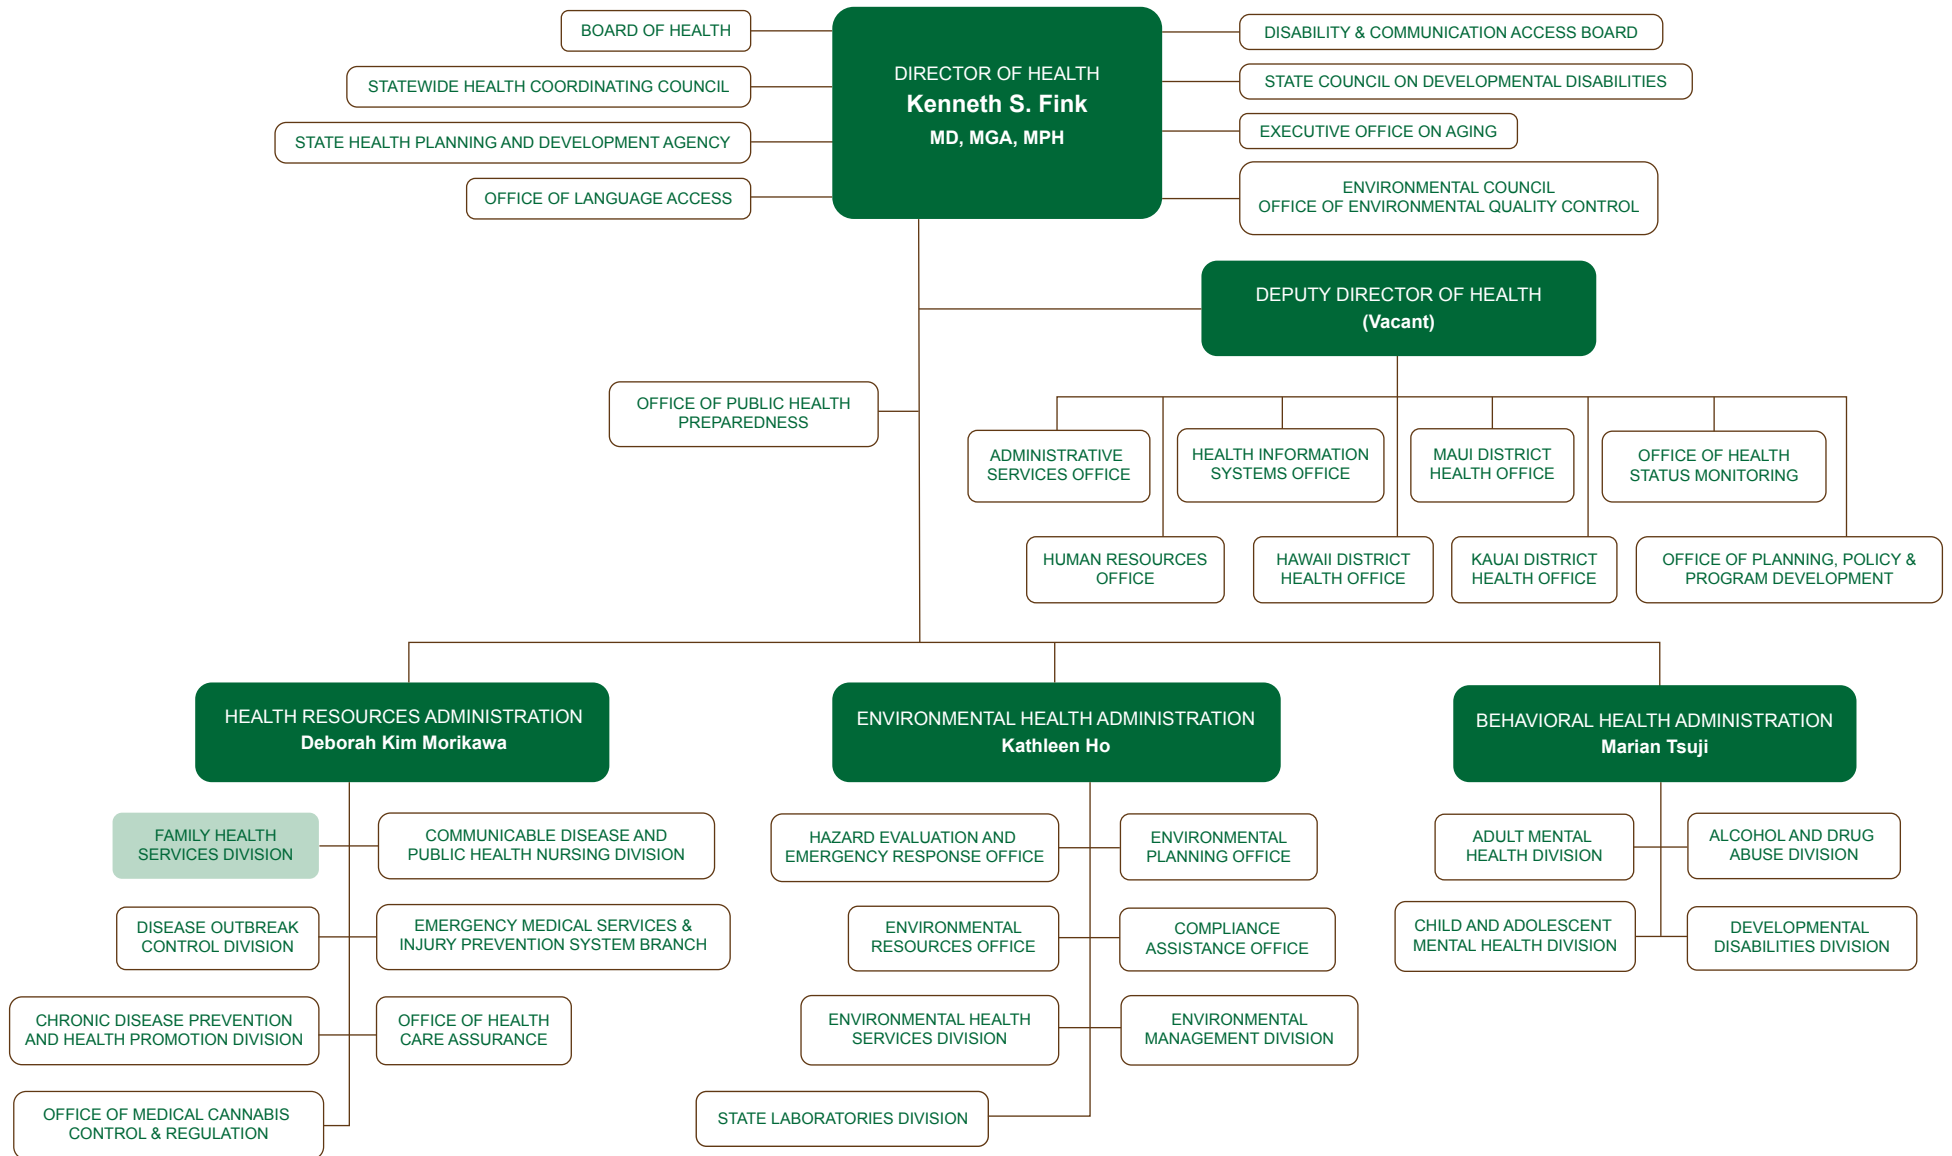 BOARD OF HEALTH
STATEWIDE HEALTH COORDINATING COUNCIL
STATE HEALTH PLANNING AND DEVELOPMENT AGENCY
OFFICE OF LANGUAGE ACCESS
DIRECTOR OF HEALTH
Kenneth S. Fink
MD, MGA, MPH
DISABILITY & COMMUNICATION ACCESS BOARD
STATE COUNCIL ON DEVELOPMENTAL DISABILITIES
EXECUTIVE OFFICE ON AGING
ENVIRONMENTAL COUNCIL
OFFICE OF ENVIRONMENTAL QUALITY CONTROL
DEPUTY DIRECTOR OF HEALTH
(Vacant)
OFFICE OF PUBLIC HEALTH
PREPAREDNESS
ADMINISTRATIVE
SERVICES OFFICE
HEALTH INFORMATION
SYSTEMS OFFICE
MAUI DISTRICT
HEALTH OFFICE
OFFICE OF HEALTH
STATUS MONITORING
HUMAN RESOURCES
OFFICE
HAWAII DISTRICT
HEALTH OFFICE
KAUAI DISTRICT
HEALTH OFFICE
OFFICE OF PLANNING, POLICY &
PROGRAM DEVELOPMENT
HEALTH RESOURCES ADMINISTRATION
Deborah Kim Morikawa
FAMILY HEALTH
SERVICES DIVISION
COMMUNICABLE DISEASE AND
PUBLIC HEALTH NURSING DIVISION
DISEASE OUTBREAK
CONTROL DIVISION
EMERGENCY MEDICAL SERVICES &
INJURY PREVENTION SYSTEM BRANCH
CHRONIC DISEASE PREVENTION
AND HEALTH PROMOTION DIVISION
OFFICE OF HEALTH
CARE ASSURANCE
OFFICE OF MEDICAL CANNABIS
CONTROL & REGULATION
ENVIRONMENTAL HEALTH ADMINISTRATION
Kathleen Ho
HAZARD EVALUATION AND
EMERGENCY RESPONSE OFFICE
ENVIRONMENTAL
PLANNING OFFICE
ENVIRONMENTAL
RESOURCES OFFICE
COMPLIANCE
ASSISTANCE OFFICE
ENVIRONMENTAL HEALTH
SERVICES DIVISION
ENVIRONMENTAL
MANAGEMENT DIVISION
STATE LABORATORIES DIVISION
BEHAVIORAL HEALTH ADMINISTRATION
Marian Tsuji
ADULT MENTAL
HEALTH DIVISION
ALCOHOL AND DRUG
ABUSE DIVISION
CHILD AND ADOLESCENT
MENTAL HEALTH DIVISION
DEVELOPMENTAL
DISABILITIES DIVISION